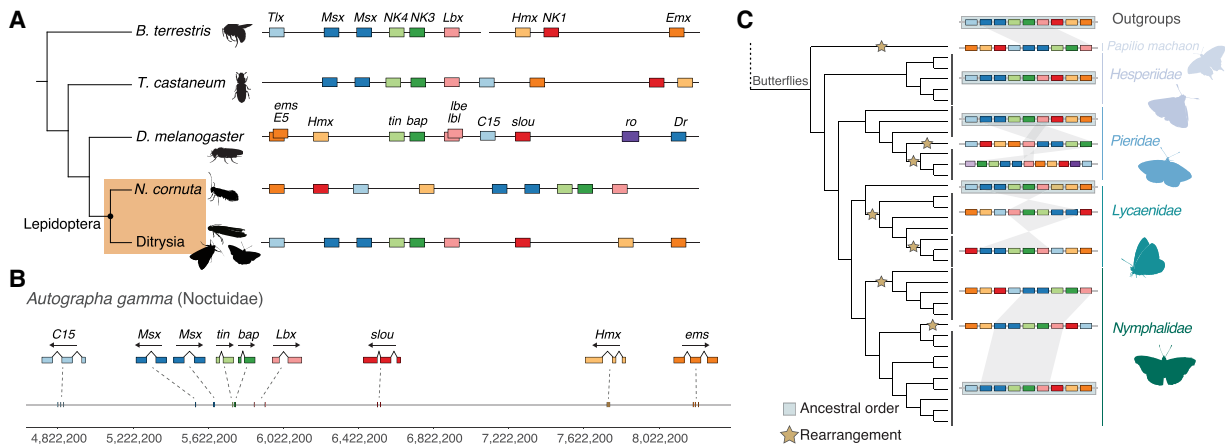 A
B. terrestris
Tlx Msx Msx NK4 NK3 Lbx Hmx NK1 Emx
T. castaneum
D. melanogaster
ems
E5 Hmx tin bap lbe
lbl C15 slou ro Dr
N. cornuta
Lepidoptera
Ditrysia
B
Autographa gamma (Noctuidae)
C15 Msx Msx tin bap Lbx slou Hmx ems
4,822,200 5,222,200 5,622,200 6,022,200 6,422,200 6,822,200 7,222,200 7,622,200 8,022,200
C
Outgroups
Papilio machaon
Butterflies
Hesperiidae
Pieridae
Lycaenidae
Nymphalidae
Ancestral order
Rearrangement